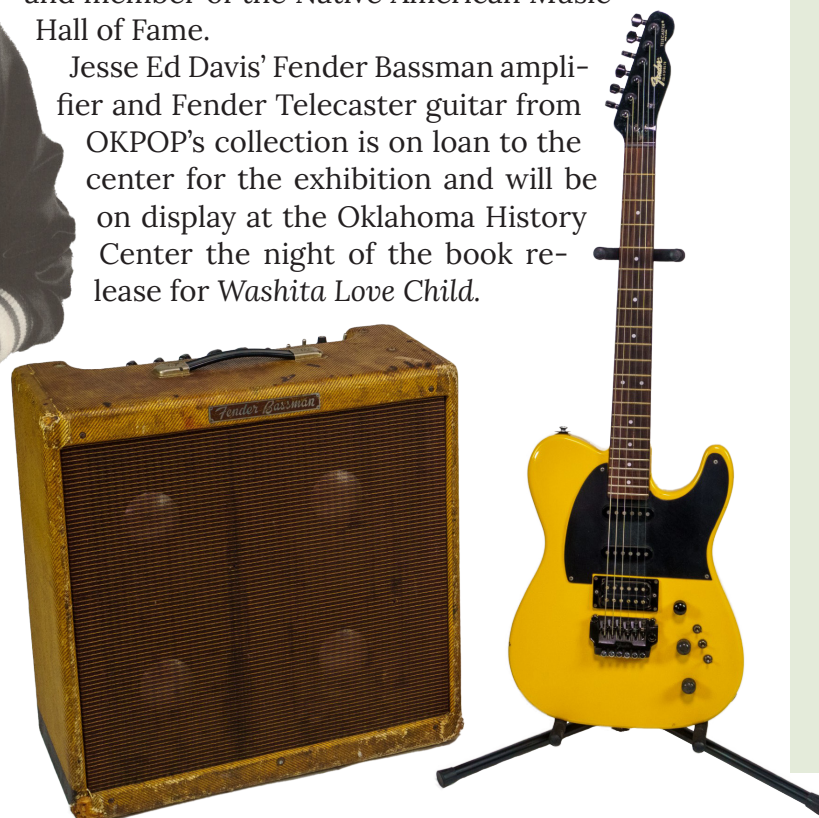 and member of the Native American Music
Hall of Fame.
Jesse Ed Davis’ Fender Bassman ampli-
fier and Fender Telecaster guitar from
OKPOP’s collection is on loan to the
center for the exhibition and will be
on display at the Oklahoma History
Center the night of the book re-
lease for Washita Love Child.
Fender Bassman
Fender
TELECASTER